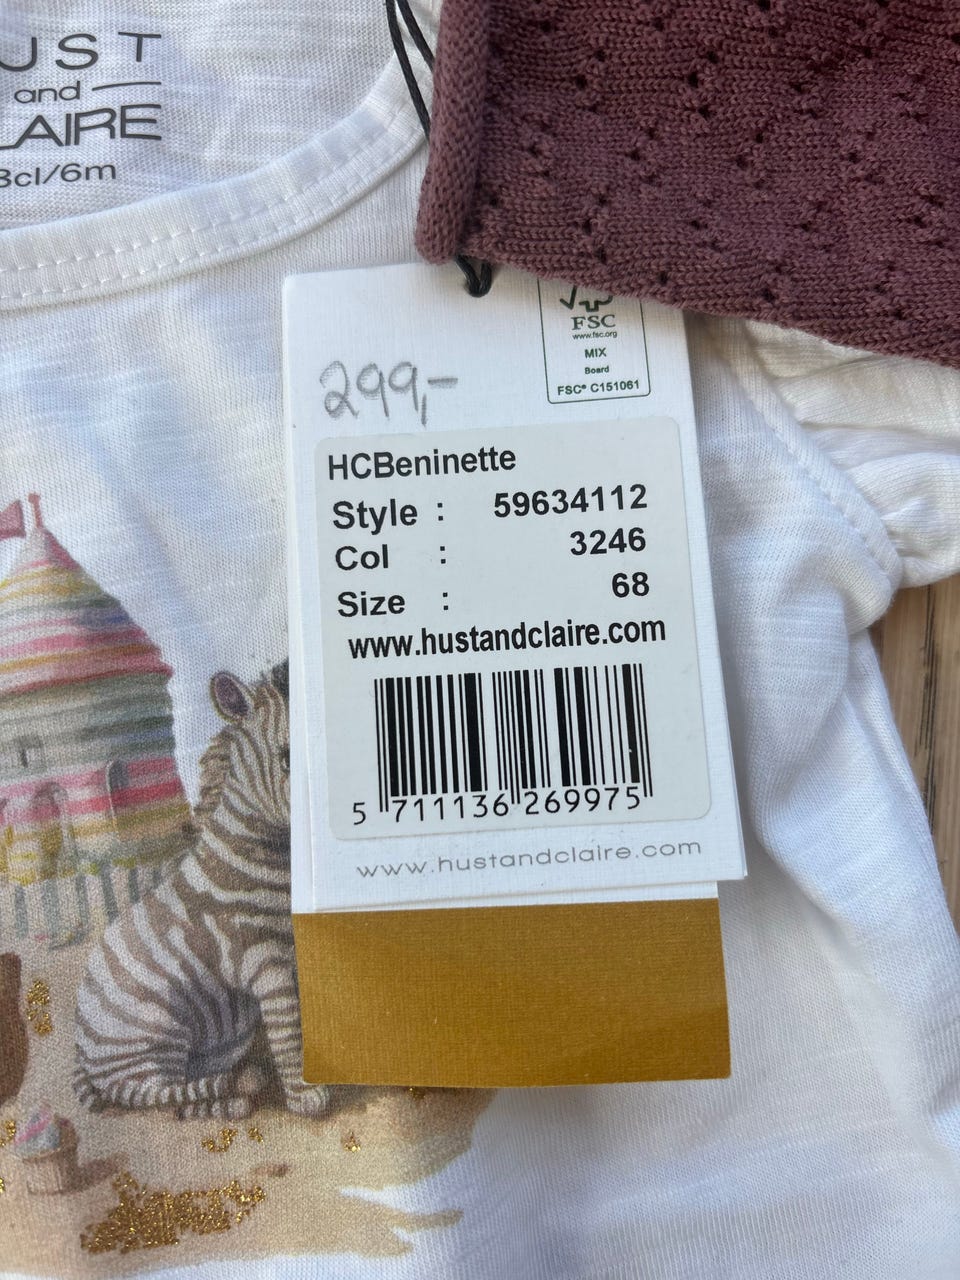 UST
and
LAIRE
8cl/6m
FSC
www.fsc.org
MIX
Board
FSC® C151061
299,-
HCBeninette
Style : 59634112
Col : 3246
Size : 68
www.hustandclaire.com
5 711136 269975
www.hustandclaire.com